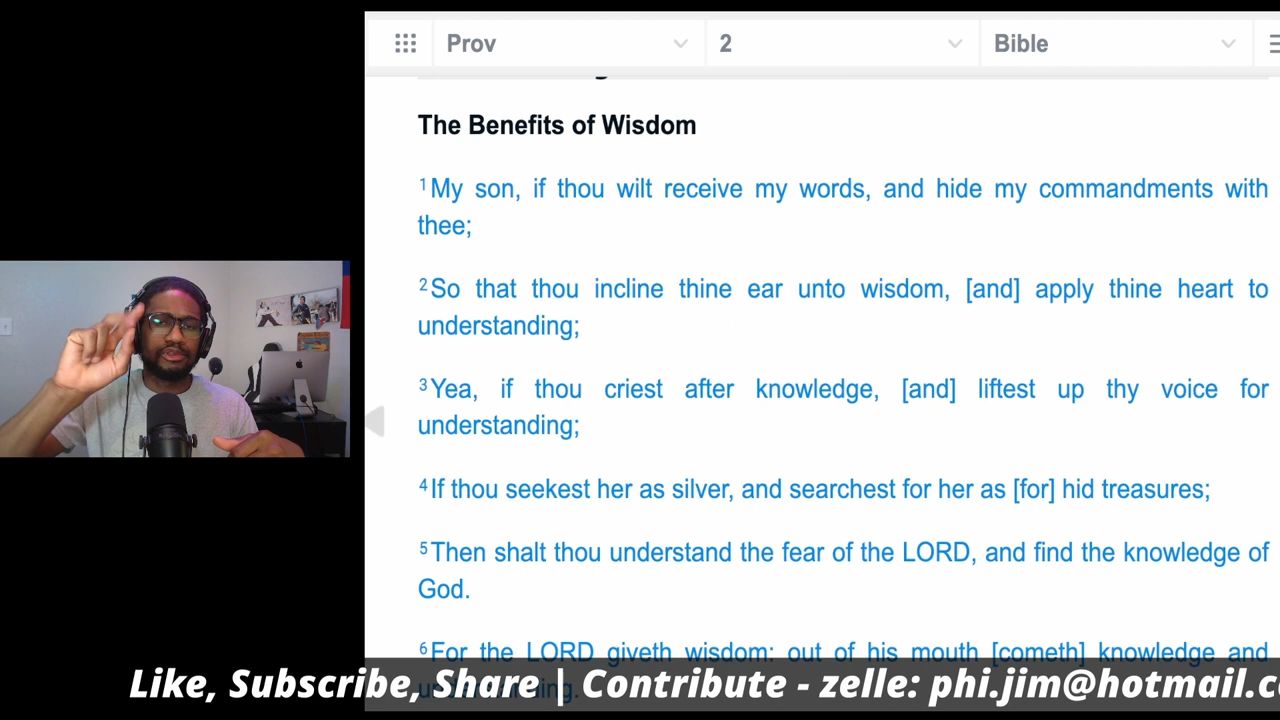 Prov 2 Bible
The Benefits of Wisdom
1My son, if thou wilt receive my words, and hide my commandments with
thee;
2So that thou incline thine ear unto wisdom, [and] apply thine heart to
understanding;
3Yea, if thou criest after knowledge, [and] liftest up thy voice for
understanding;
4If thou seekest her as silver, and searchest for her as [for] hid treasures;
5Then shalt thou understand the fear of the LORD, and find the knowledge of
God.
6For the LORD giveth wisdom: out of his mouth [cometh] knowledge and
understanding.
Like, Subscribe, Share | Contribute - zelle: phi.jim@hotmail.c